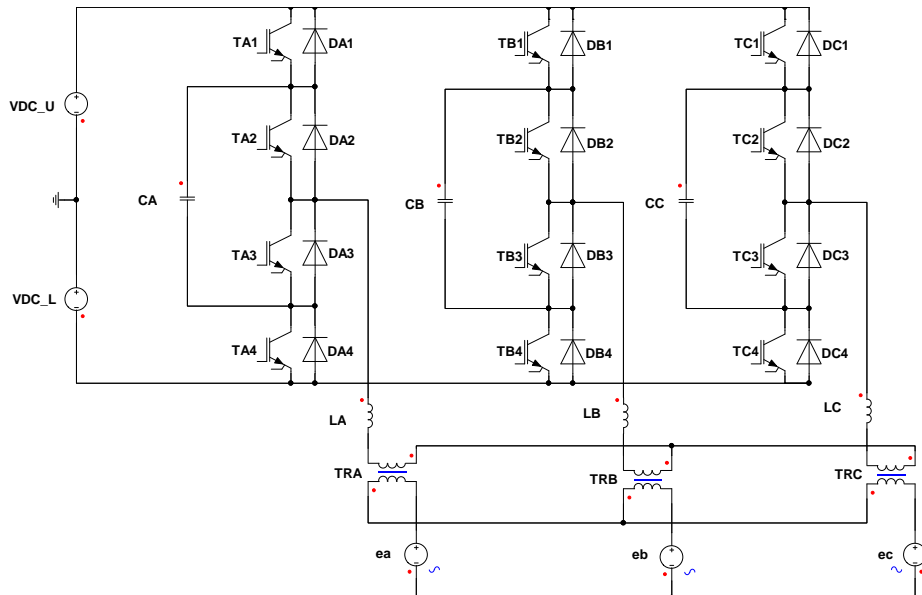 TA1 DA1 TB1 DB1 TC1 DC1
VDC_U
TA2 DA2 TB2 DB2 TC2 DC2
CA CB CC
TA3 DA3 TB3 DB3 TC3 DC3
VDC_L
TA4 DA4 TB4 DB4 TC4 DC4
LA LB LC
TRA TRB TRC
ea eb ec